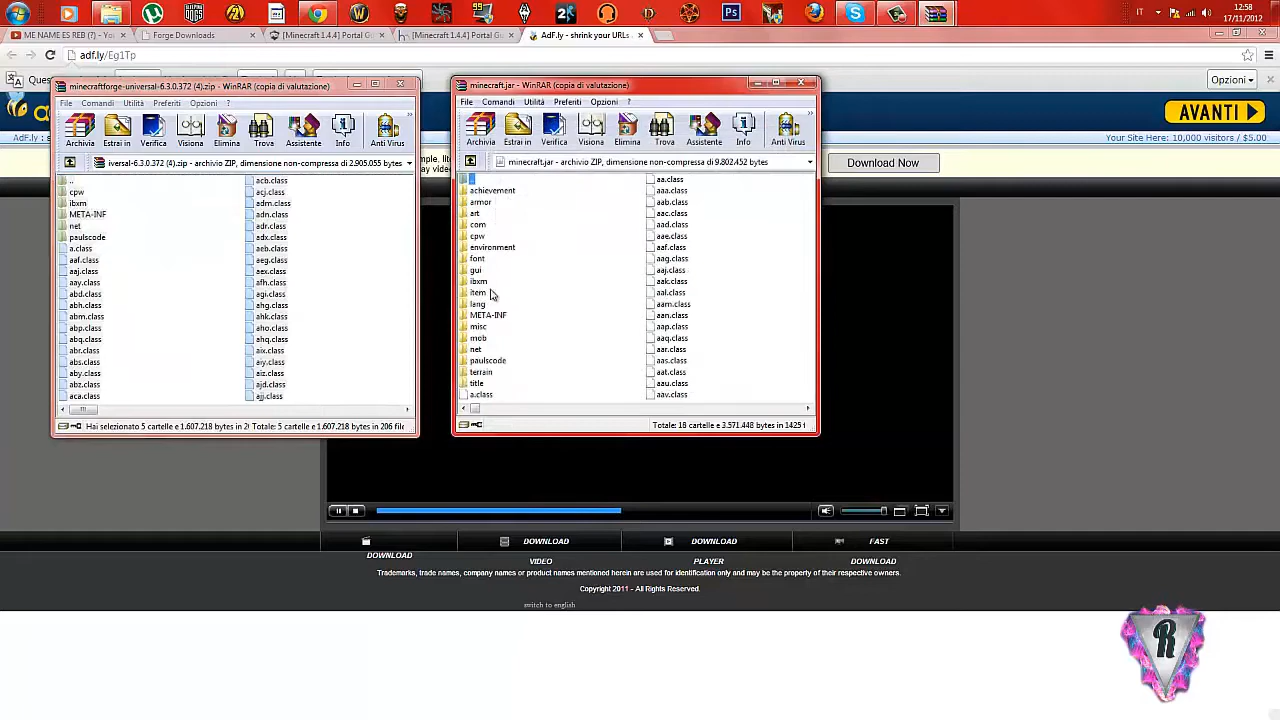 IT
12:58
17/11/2012
ME NAME ES REB (7) - You
Forge Downloads
[Minecraft 1.4.4] Portal G
[Minecraft 1.4.4] Portal G
AdF.ly - shrink your URLs
adf.ly/Eg1Tp
Opzioni
AVANTI
Your Site Here: 10,000 visitors / $5.00
Download Now
minecraftforge-universal-6.3.0.372 (4).zip - WinRAR (copia di valutazione)
File Comandi Utilità Preferiti Opzioni ?
Archivia Estrai in Verifica Visiona Elimina Trova Assistente Info Anti Virus
iversal-6.3.0.372 (4).zip - archivio ZIP, dimensione non-compressa di 2.905.055 bytes
..
cpw
ibxm
META-INF
net
paulscode
a.class
aaf.class
aaj.class
aay.class
abd.class
abh.class
abm.class
abp.class
abq.class
abr.class
abs.class
aby.class
abz.class
aca.class
acb.class
acj.class
adm.class
adn.class
adr.class
adx.class
aeb.class
aeg.class
aex.class
afh.class
agi.class
ahg.class
ahk.class
aho.class
ahq.class
aix.class
aiy.class
aiz.class
ajd.class
ajj.class
Hai selezionato 5 cartelle e 1.607.218 bytes in 2
Totale: 5 cartelle e 1.607.218 bytes in 206 file
minecraft.jar - WinRAR (copia di valutazione)
File Comandi Utilità Preferiti Opzioni ?
Archivio Estrai in Verifica Visiona Elimina Trova Assistente Info Anti Virus
minecraft.jar - archivio ZIP, dimensione non-compressa di 9.802.452 bytes
..
achievement
armor
art
com
cpw
environment
font
gui
ibxm
item
lang
META-INF
misc
mob
net
paulscode
terrain
title
a.class
aa.class
aaa.class
aab.class
aac.class
aad.class
aae.class
aaf.class
aag.class
aaj.class
aak.class
aal.class
aam.class
aan.class
aap.class
aaq.class
aar.class
aas.class
aat.class
aau.class
aav.class
Totale: 18 cartelle e 3.571.448 bytes in 1425 f
DOWNLOAD
DOWNLOAD VIDEO
DOWNLOAD PLAYER
FAST DOWNLOAD
Trademarks, trade names, company names or product names mentioned herein are used for identification only and may be the property of their respective owners.
Copyright 2011 - All Rights Reserved.
switch to english
R